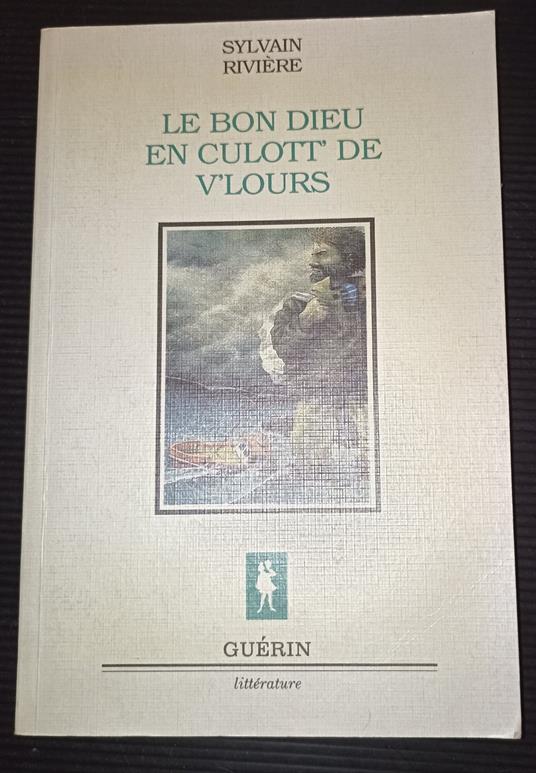 SYLVAIN
RIVIÈRE
LE BON DIEU
EN CULOTT' DE
V'LOURS
GUÉRIN
littérature